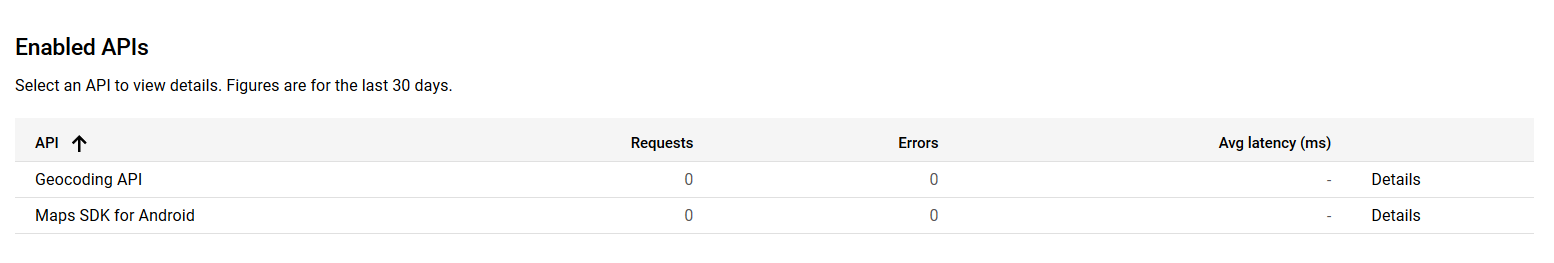 Enabled APIs
Select an API to view details. Figures are for the last 30 days.
API Requests Errors Avg latency (ms)
Geocoding API 0 0 - Details
Maps SDK for Android 0 0 - Details